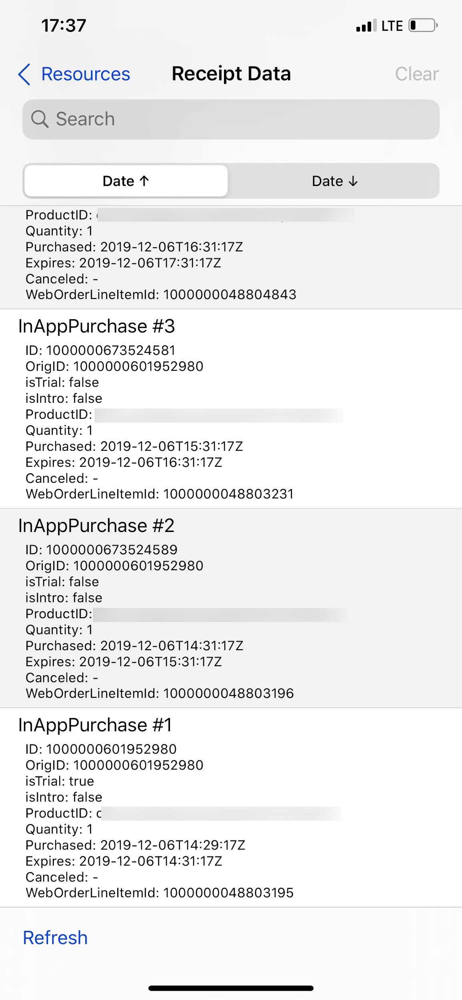 17:37
LTE
Resources
Receipt Data
Clear
Search
Date ↑
Date ↓
ProductID:
Quantity: 1
Purchased: 2019-12-06T16:31:17Z
Expires: 2019-12-06T17:31:17Z
Canceled: -
WebOrderLineItemId: 1000000048804843
InAppPurchase #3
ID: 1000000673524581
OrigID: 1000000601952980
isTrial: false
isIntro: false
ProductID:
Quantity: 1
Purchased: 2019-12-06T15:31:17Z
Expires: 2019-12-06T16:31:17Z
Canceled: -
WebOrderLineItemId: 1000000048803231
InAppPurchase #2
ID: 1000000673524589
OrigID: 1000000601952980
isTrial: false
isIntro: false
ProductID:
Quantity: 1
Purchased: 2019-12-06T14:31:17Z
Expires: 2019-12-06T15:31:17Z
Canceled: -
WebOrderLineItemId: 1000000048803196
InAppPurchase #1
ID: 1000000601952980
OrigID: 1000000601952980
isTrial: true
isIntro: false
ProductID:
Quantity: 1
Purchased: 2019-12-06T14:29:17Z
Expires: 2019-12-06T14:31:17Z
Canceled: -
WebOrderLineItemId: 1000000048803195
Refresh